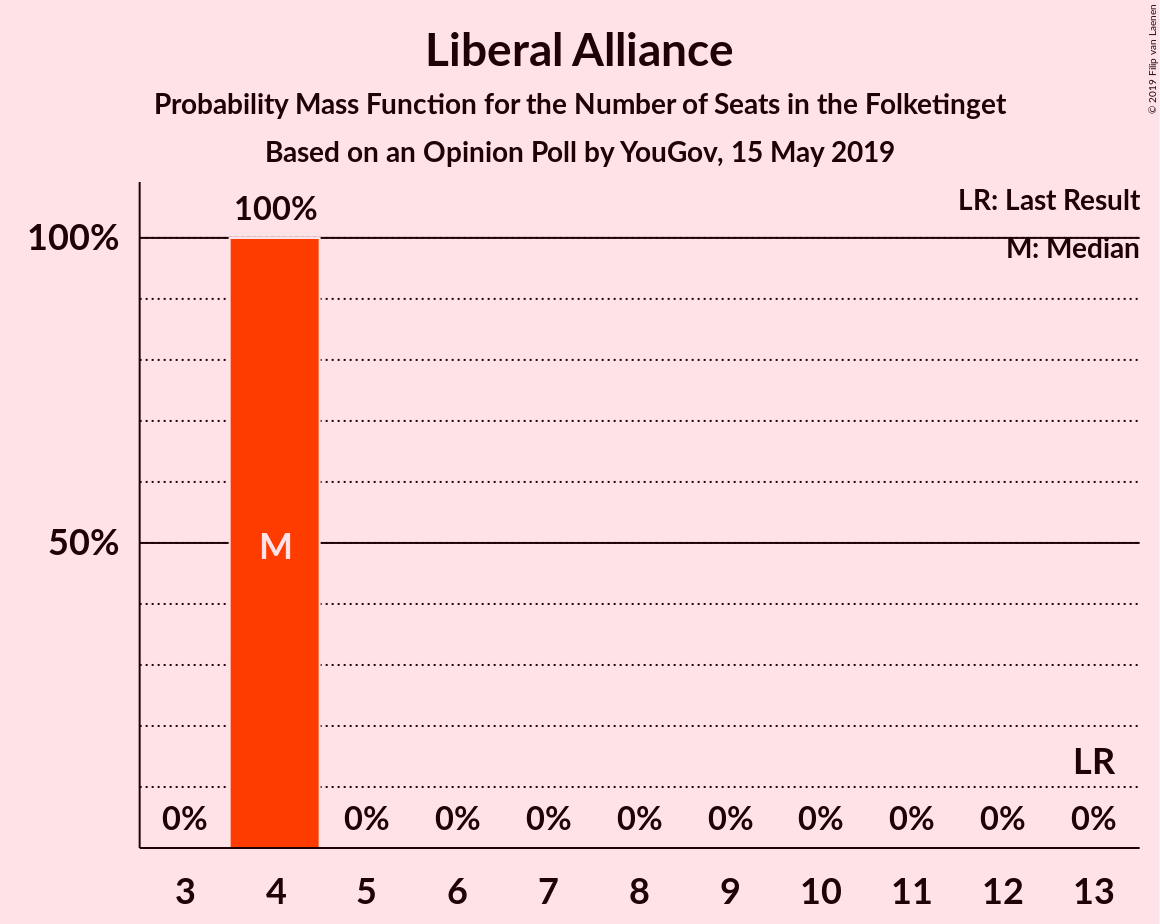 Liberal Alliance
Probability Mass Function for the Number of Seats in the Folketinget
Based on an Opinion Poll by YouGov, 15 May 2019
© 2019 Filip van Laenen
LR: Last Result
M: Median
100%
100%
50%
M
LR
0% 0% 0% 0% 0% 0% 0% 0% 0% 0%
3 4 5 6 7 8 9 10 11 12 13